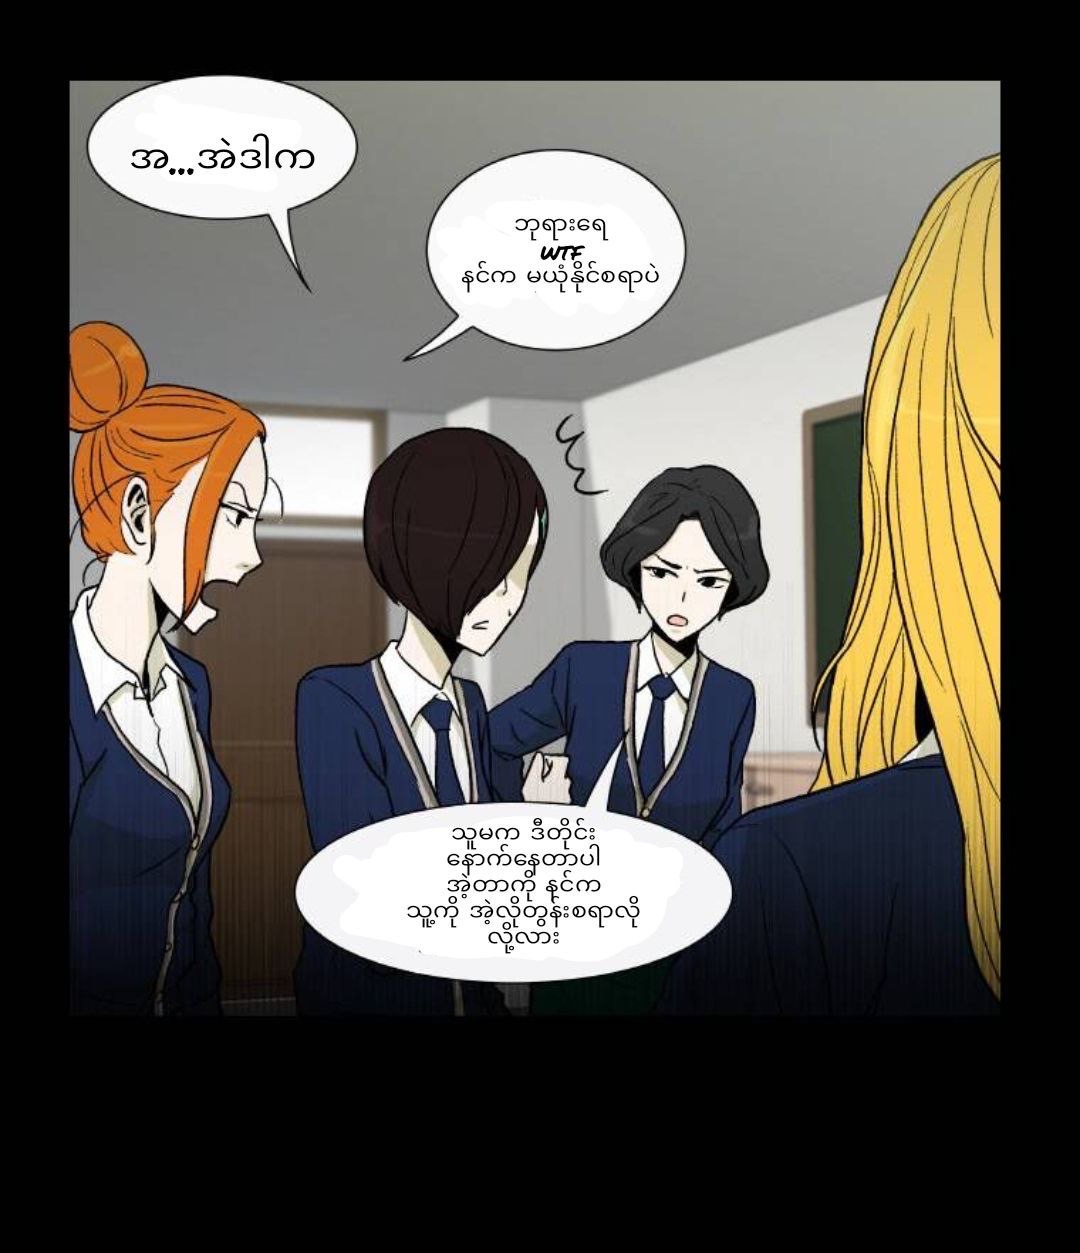 အ...အဲဒါက
ဘုရားရေ
WTF
နင်က မယုံနိုင်စရာပဲ
သူမက ဒီတိုင်း
နောက်နေတာပါ
အဲ့တာကို နင်က
သူ့ကို အဲ့လိုတွန်းစရာလို
လို့လား